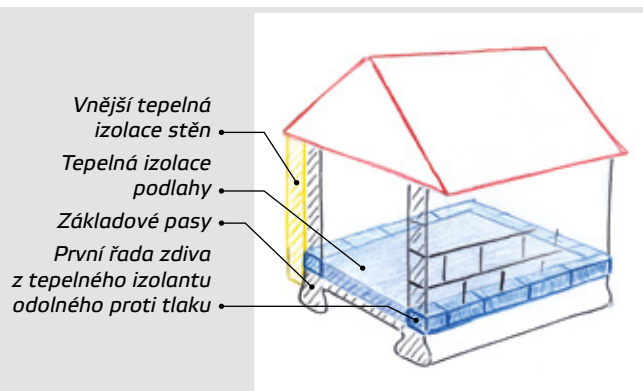 Vnější tepelná
izolace stěn
Tepelná izolace
podlahy
Základové pasy
První řada zdiva
z tepelného izolantu
odolného proti tlaku